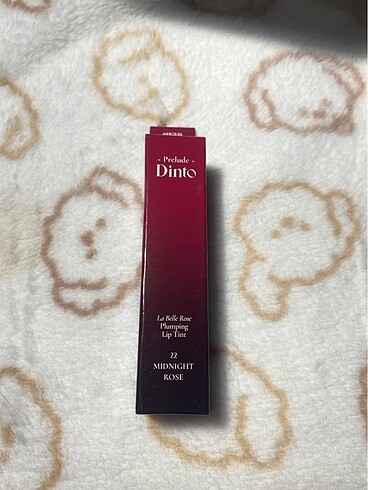 - Prelude -
Dinto
La Belle Rose
Plumping
Lip Tint
22
MIDNIGHT
ROSE